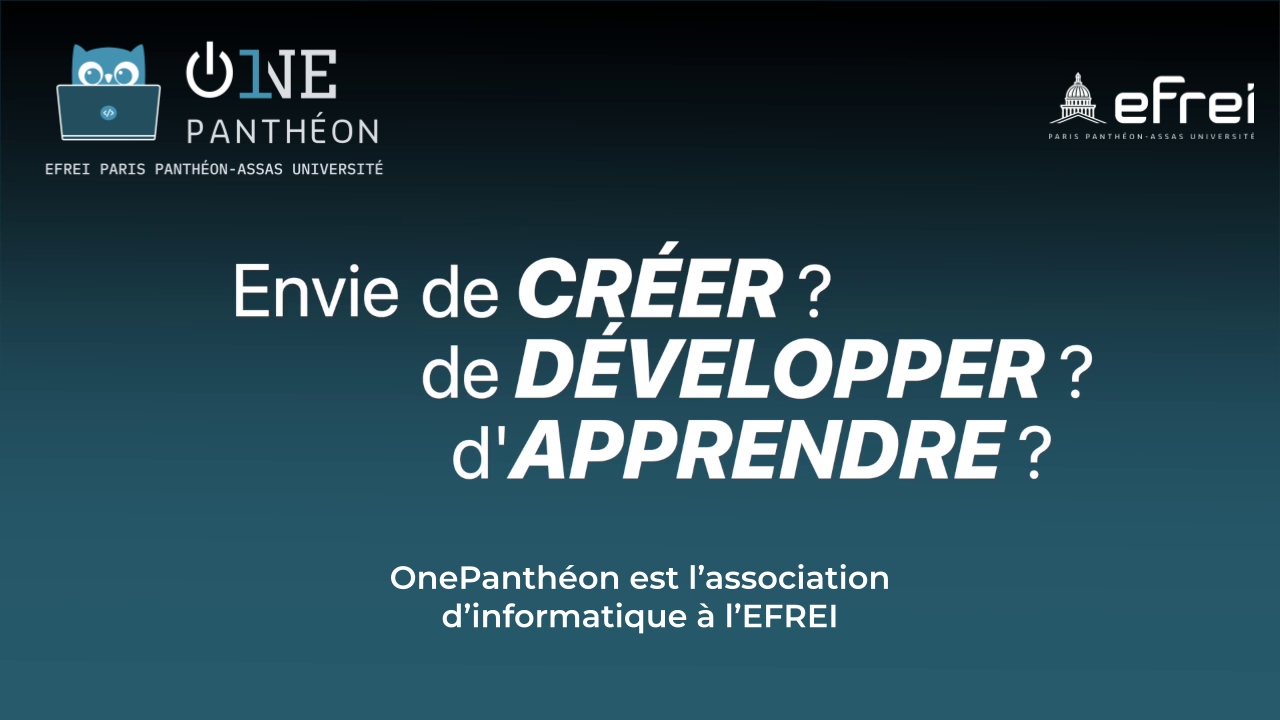 ONE
PANTHÉON
EFREI PARIS PANTHÉON-ASSAS UNIVERSITÉ
efrei
PARIS PANTHÉON-ASSAS UNIVERSITÉ
Envie de CRÉER ?
de DÉVELOPPER ?
d'APPRENDRE ?
OnePanthéon est l’association
d’informatique à l’EFREI